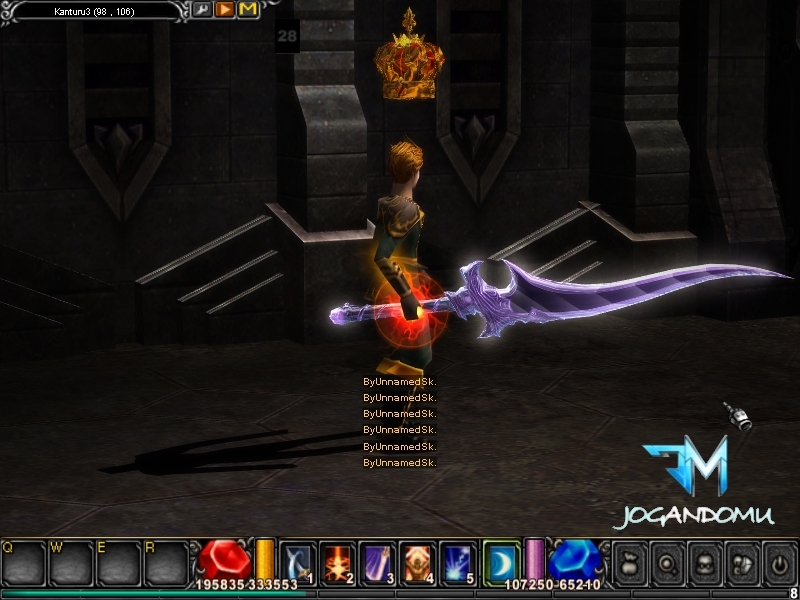 Kanturu3 (98 , 106)
M
28
ByUnnamedSk.
ByUnnamedSk.
ByUnnamedSk.
ByUnnamedSk.
ByUnnamedSk.
ByUnnamedSk.
JM
JOGANDOMU
Q W E R
195835 333553 1 2 3 4 5 107250 65210
8